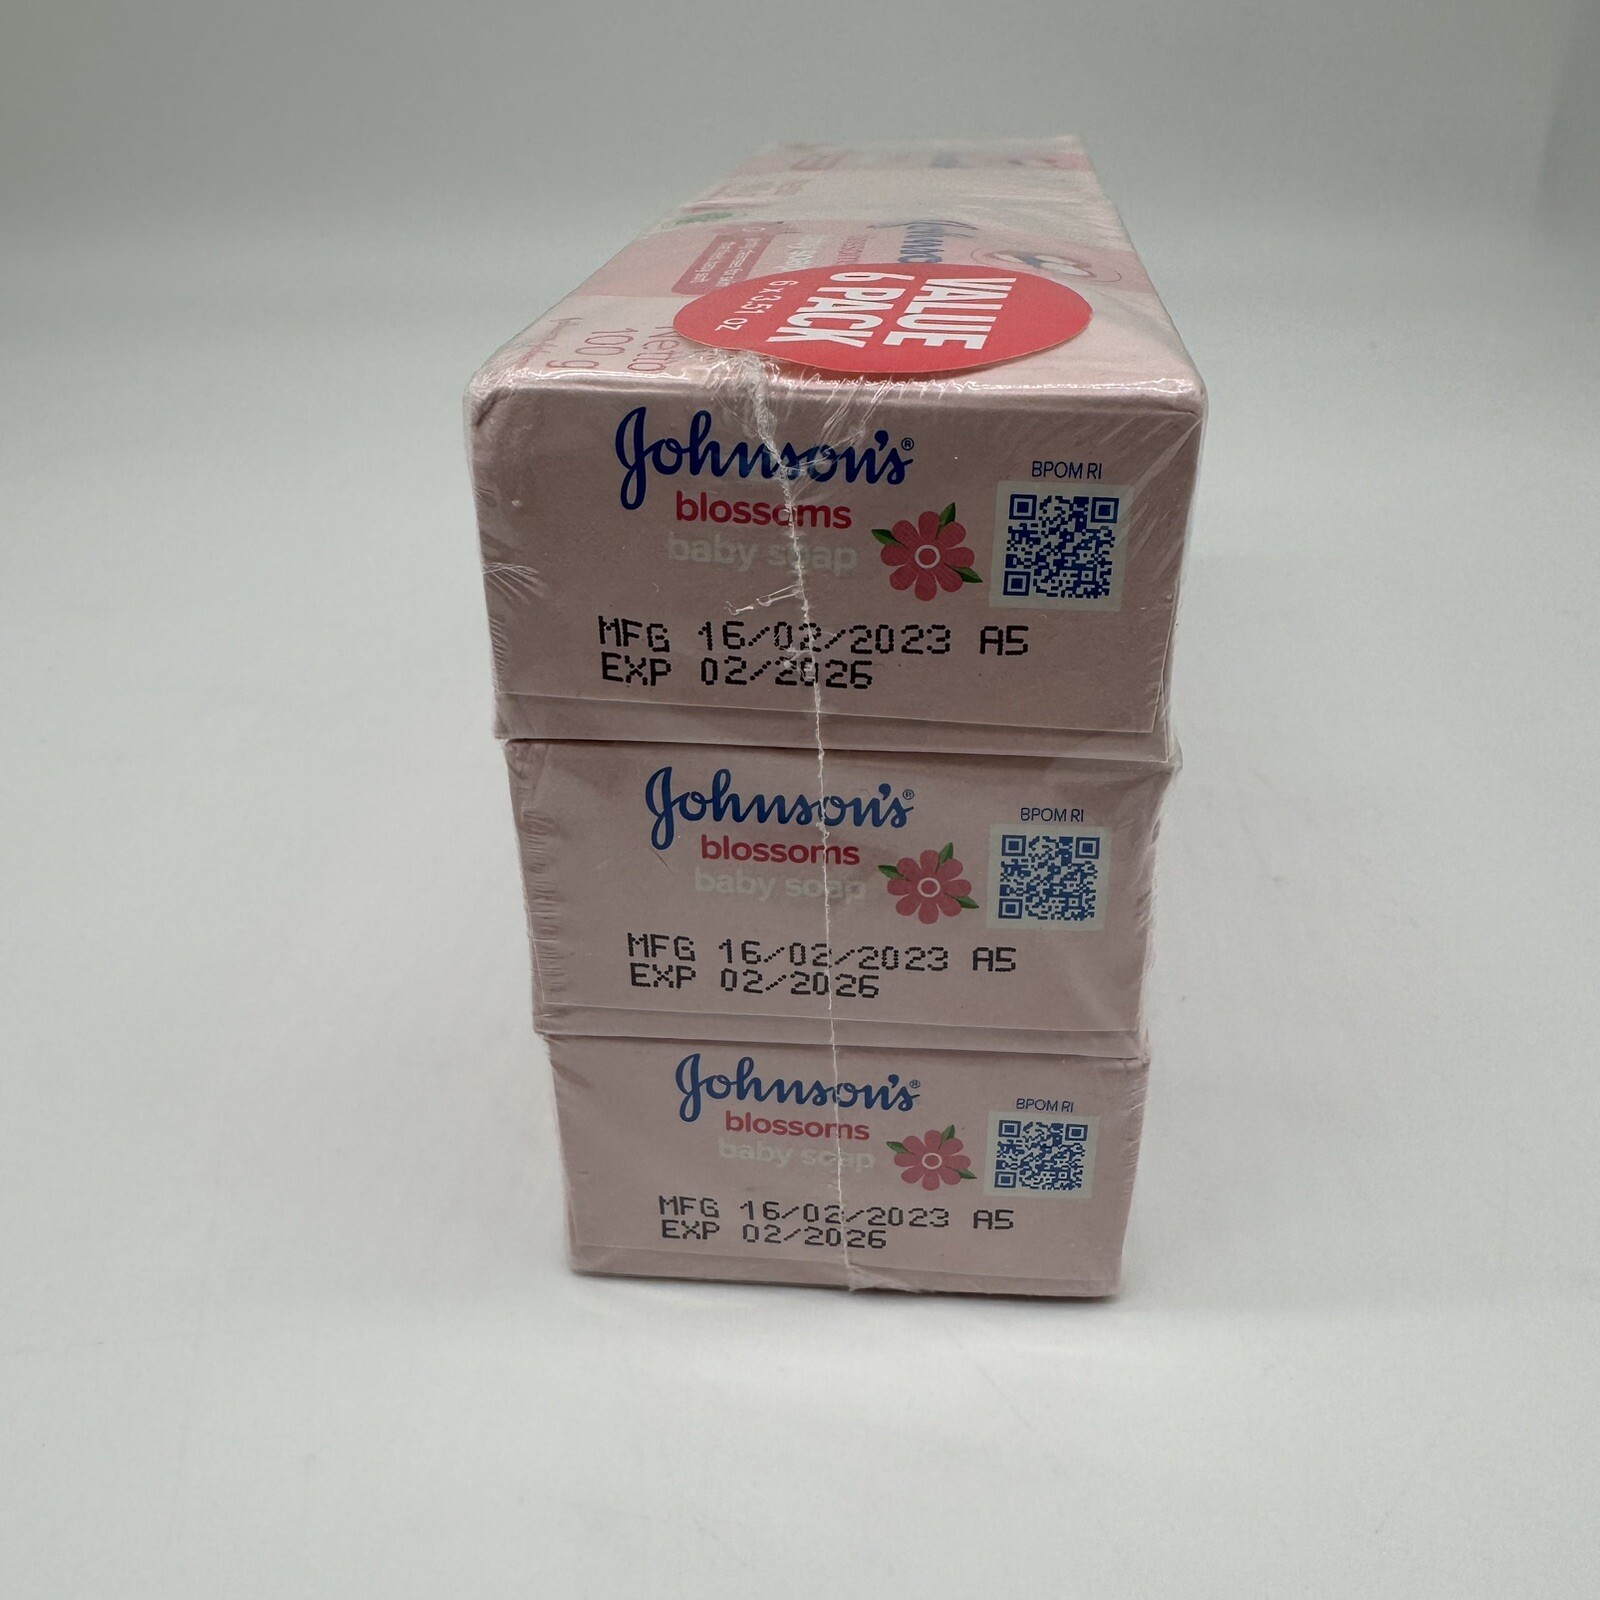 VALUE
6 PACK
6 x 3.51 oz
Netto
100 g
Johnson's®
blossoms
baby soap
BPOM RI
MFG 16/02/2023 A5
EXP 02/2026
Johnson's®
blossoms
baby soap
BPOM RI
MFG 16/02/2023 A5
EXP 02/2026
Johnson's®
blossoms
baby soap
BPOM RI
MFG 16/02/2023 A5
EXP 02/2026